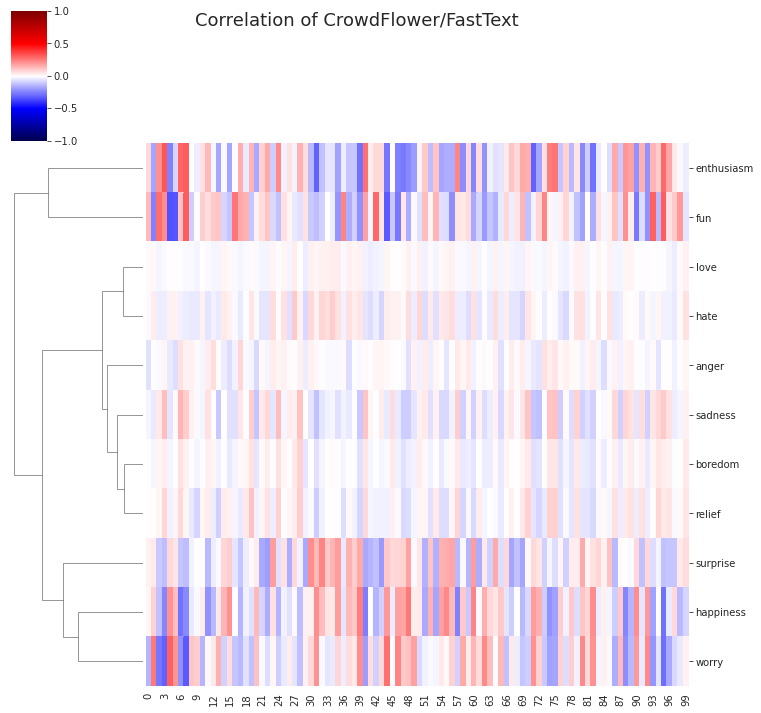 Correlation of CrowdFlower/FastText
1.0
0.5
0.0
−0.5
−1.0
enthusiasm
fun
love
hate
anger
sadness
boredom
relief
surprise
happiness
worry
0 3 6 9 12 15 18 21 24 27 30 33 36 39 42 45 48 51 54 57 60 63 66 69 72 75 78 81 84 87 90 93 96 99